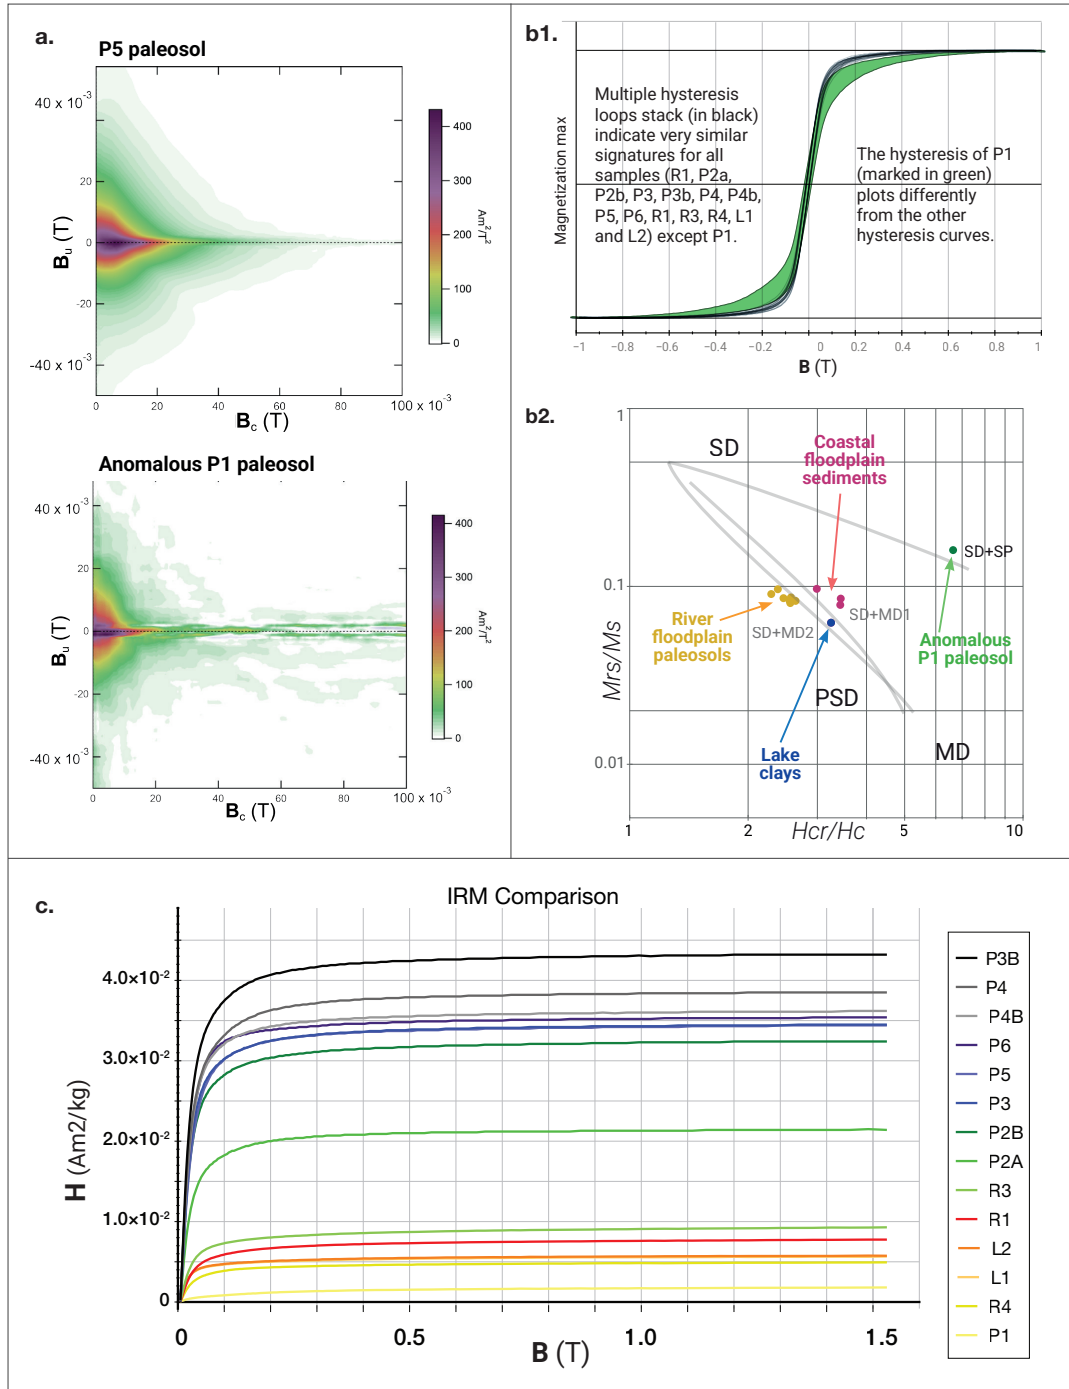 a.
P5 paleosol
40 x 10⁻³
20
0
-20
-40 x 10⁻³
Bᵤ (T)
0
20
40
60
80
100 x 10⁻³
B꜀ (T)
400
300
200
100
0
Am²/T²
Anomalous P1 paleosol
40 x 10⁻³
20
0
-20
-40 x 10⁻³
Bᵤ (T)
0
20
40
60
80
100 x 10⁻³
B꜀ (T)
400
300
200
100
0
Am²/T²
b1.
Magnetization max
Multiple hysteresis
loops stack (in black)
indicate very similar
signatures for all
samples (R1, P2a,
P2b, P3, P3b, P4, P4b,
P5, P6, R1, R3, R4, L1
and L2) except P1.
The hysteresis of P1
(marked in green)
plots differently
from the other
hysteresis curves.
−1
−0.8
−0.6
−0.4
−0.2
0
0.2
0.4
0.6
0.8
1
B (T)
b2.
1
0.1
0.01
Mrs/Ms
SD
Coastal
floodplain
sediments
SD+SP
SD+MD1
SD+MD2
River
floodplain
paleosols
Anomalous
P1 paleosol
PSD
MD
Lake
clays
1
2
5
10
Hcr/Hc
c.
IRM Comparison
4.0×10⁻²
3.0×10⁻²
2.0×10⁻²
1.0×10⁻²
0
H (Am2/kg)
0
0.5
1.0
1.5
B (T)
P3B
P4
P4B
P6
P5
P3
P2B
P2A
R3
R1
L2
L1
R4
P1